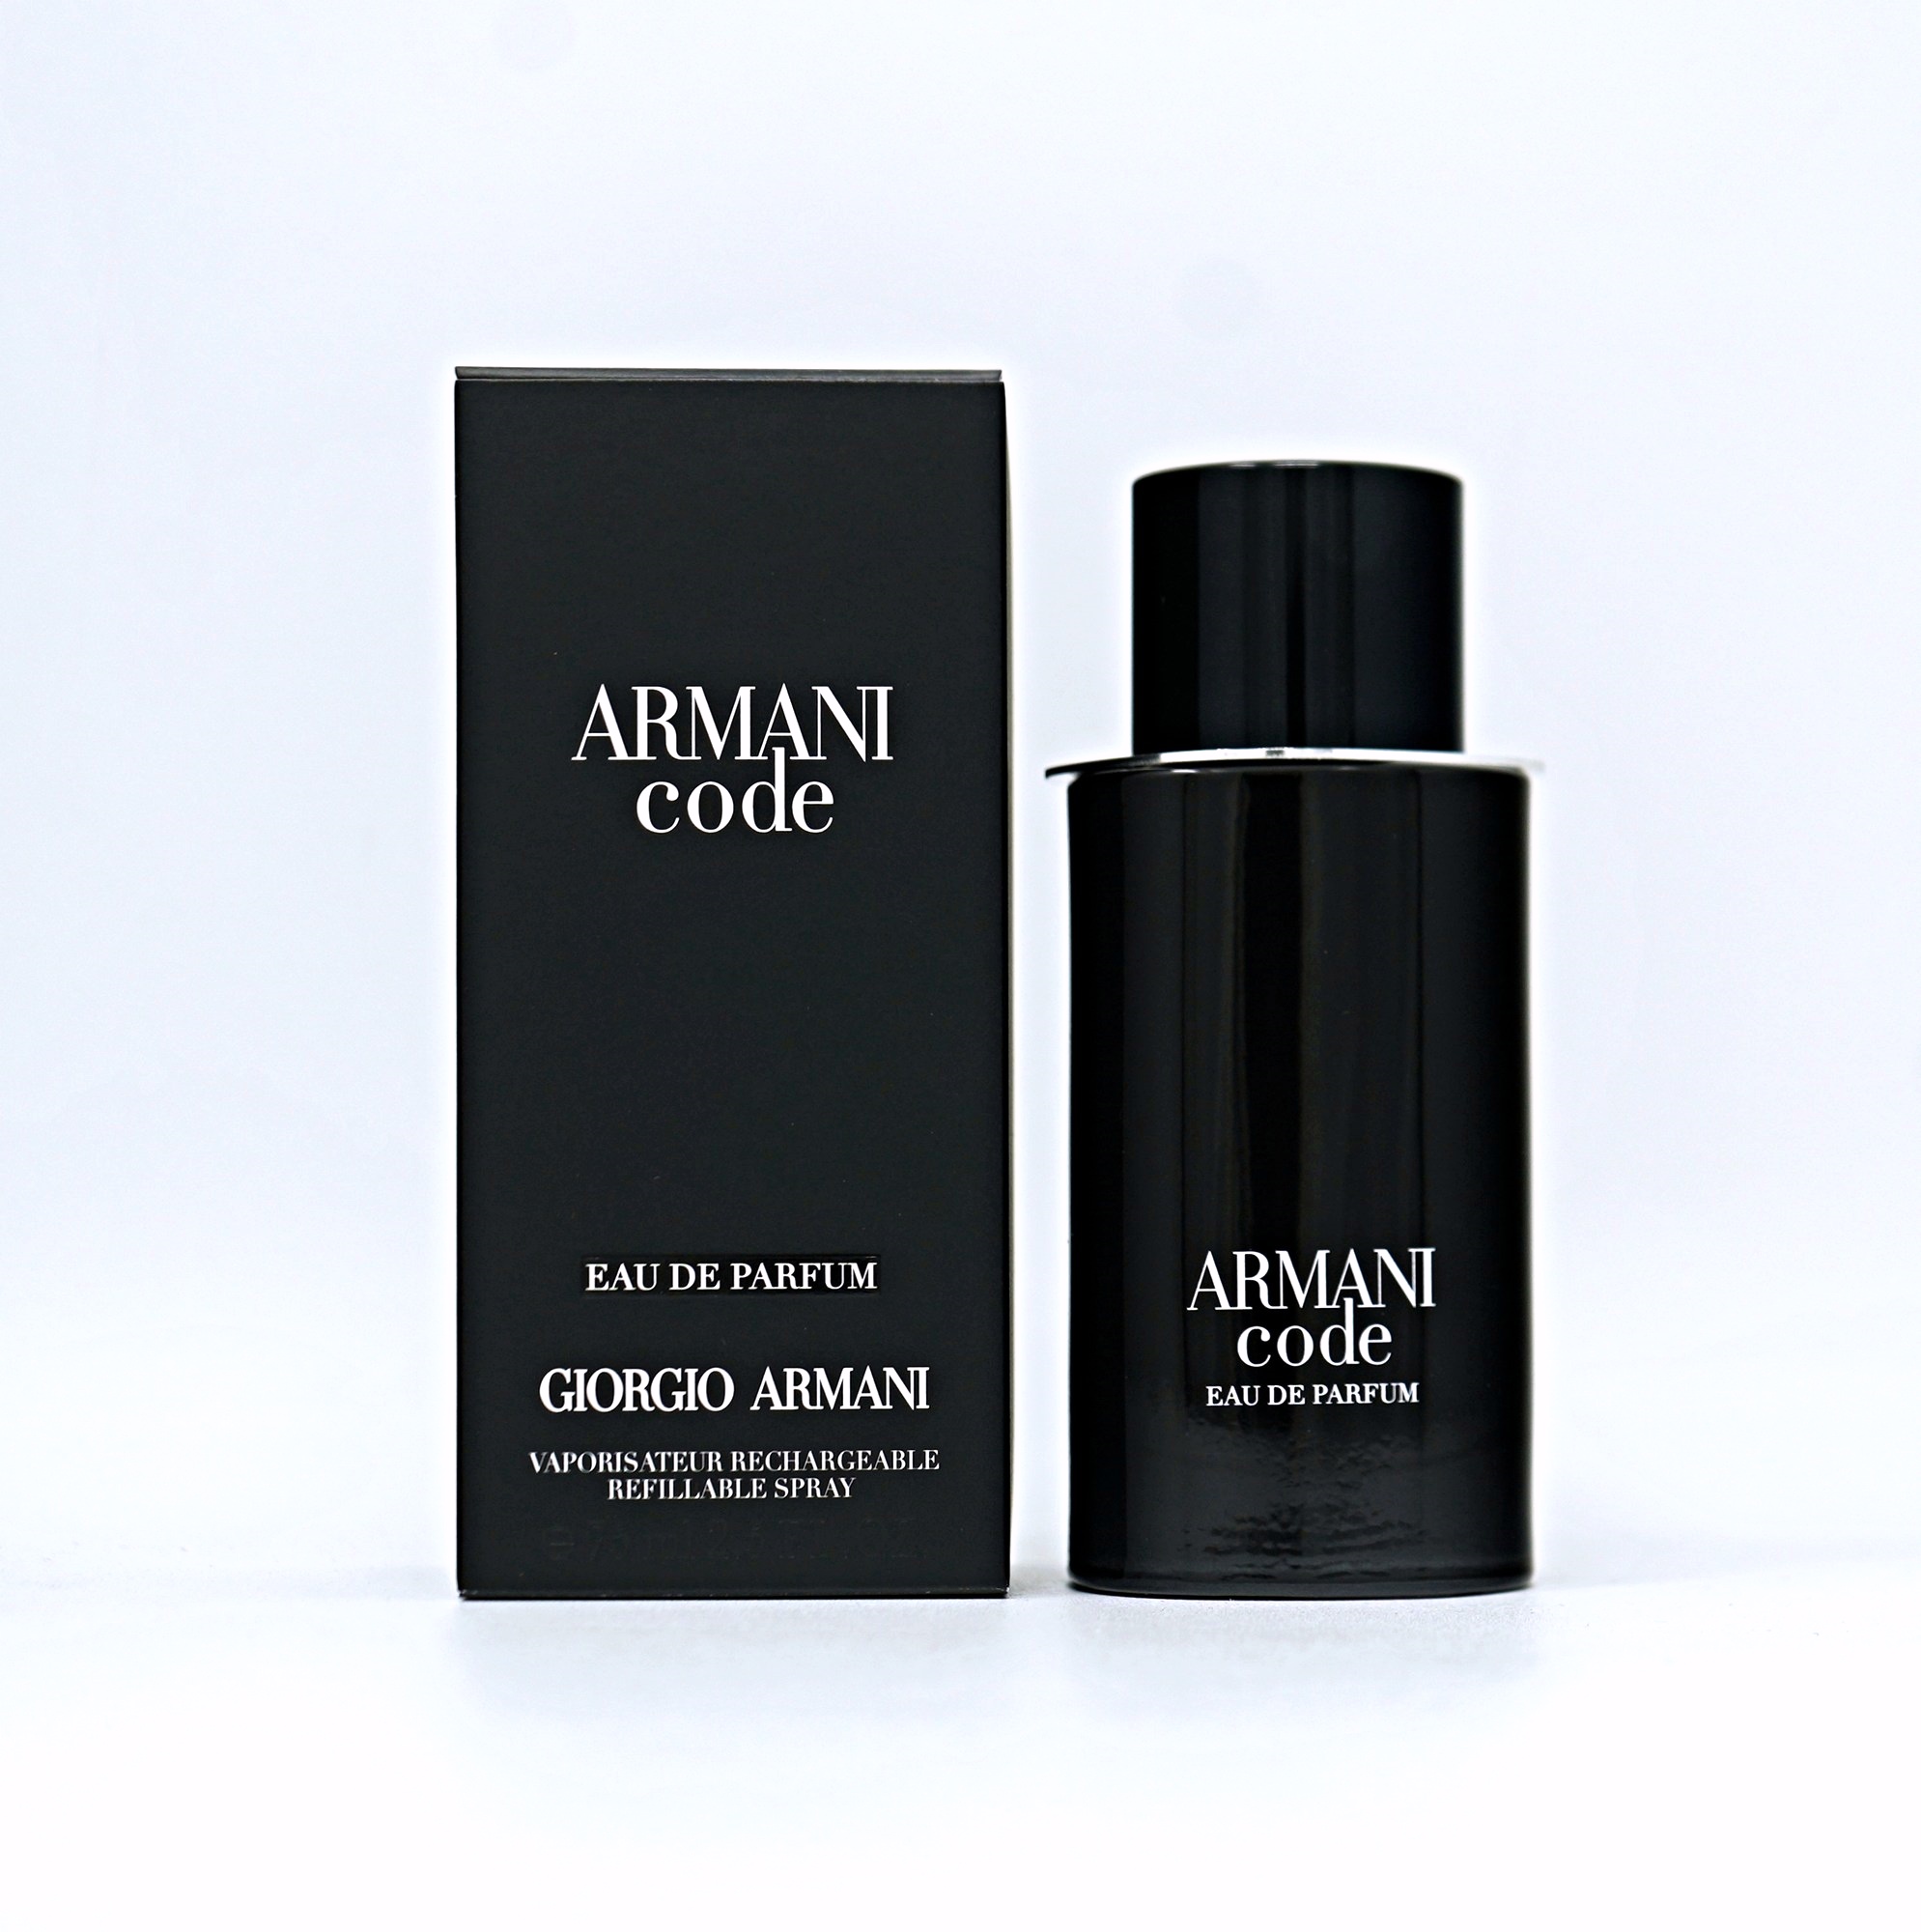 ARMANI
code
EAU DE PARFUM
GIORGIO ARMANI
VAPORISATEUR RECHARGEABLE
REFILLABLE SPRAY
ARMANI
code
EAU DE PARFUM